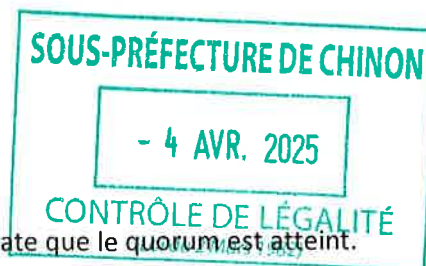 SOUS-PRÉFECTURE DE CHINON
- 4 AVR. 2025
CONTRÔLE DE LÉGALITÉ
ate que le quorum est atteint.